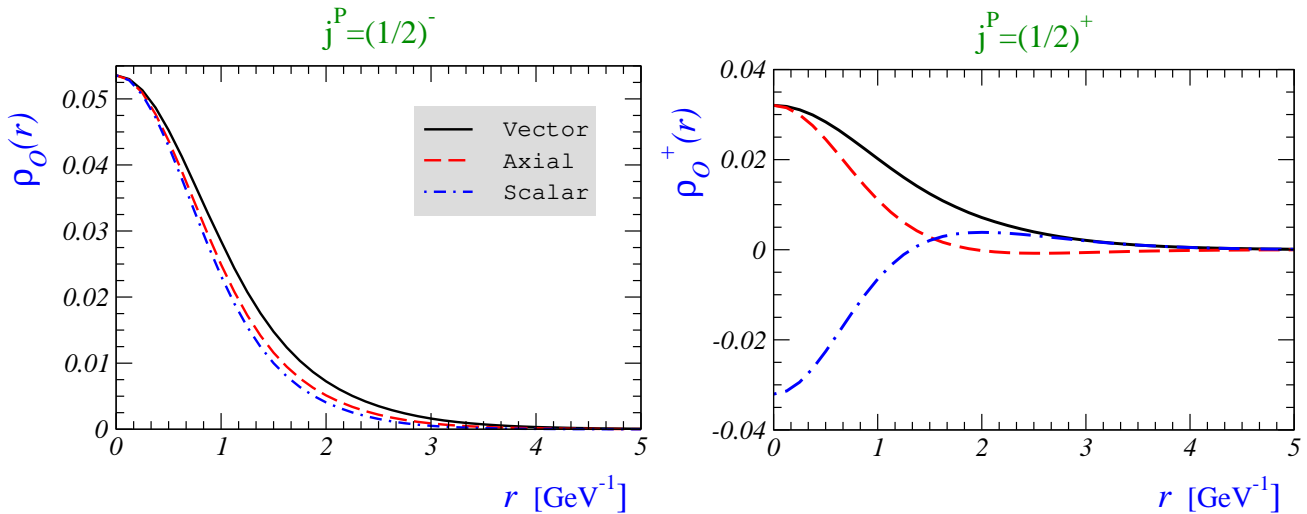 j^P=(1/2)^-
ρ_O(r)
0.05
0.04
0.03
0.02
0.01
0
0 1 2 3 4 5
r [GeV^-1]
Vector
Axial
Scalar
j^P=(1/2)^+
ρ_O^+(r)
0.04
0.02
0
-0.02
-0.04
0 1 2 3 4 5
r [GeV^-1]